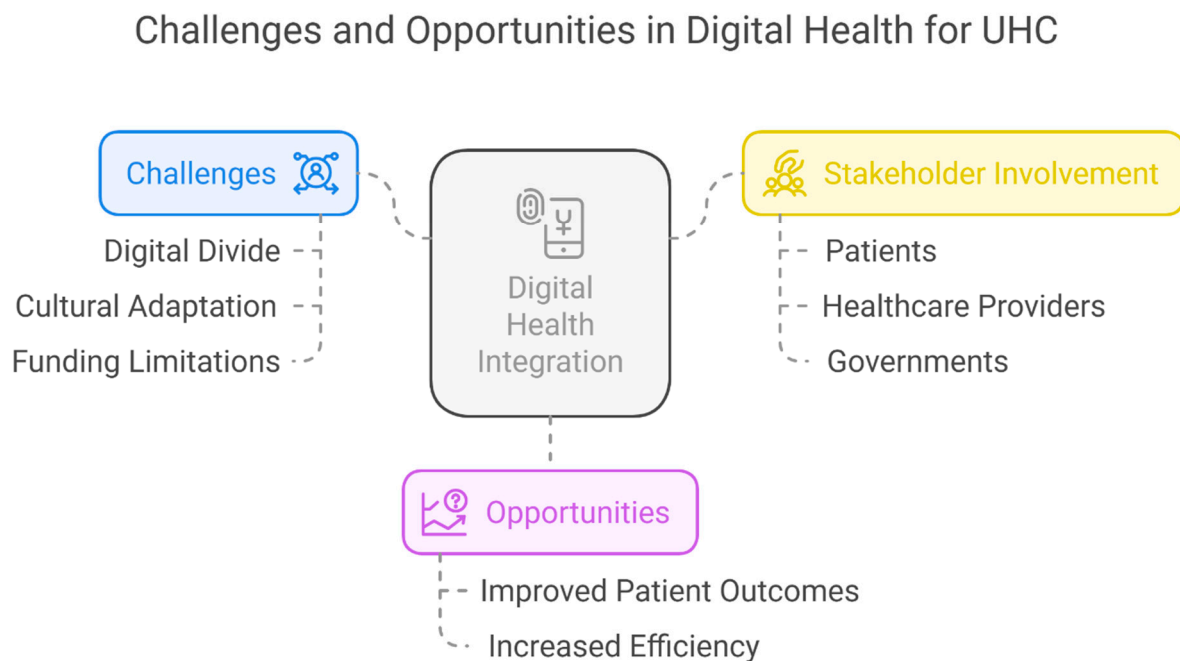 Challenges and Opportunities in Digital Health for UHC
Challenges
Digital Divide
Cultural Adaptation
Funding Limitations
Digital
Health
Integration
Stakeholder Involvement
Patients
Healthcare Providers
Governments
Opportunities
Improved Patient Outcomes
Increased Efficiency